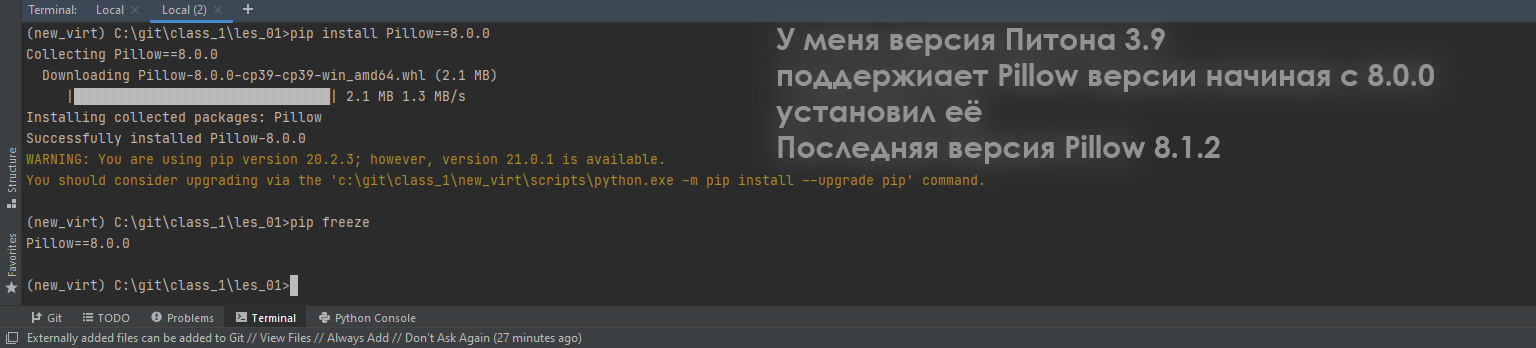 Terminal: Local × Local (2) × +
(new_virt) C:\git\class_1\les_01>pip install Pillow==8.0.0
Collecting Pillow==8.0.0
Downloading Pillow-8.0.0-cp39-cp39-win_amd64.whl (2.1 MB)
|████████████████████████████████| 2.1 MB 1.3 MB/s
Installing collected packages: Pillow
Successfully installed Pillow-8.0.0
WARNING: You are using pip version 20.2.3; however, version 21.0.1 is available.
You should consider upgrading via the 'c:\git\class_1\new_virt\scripts\python.exe -m pip install --upgrade pip' command.
(new_virt) C:\git\class_1\les_01>pip freeze
Pillow==8.0.0
(new_virt) C:\git\class_1\les_01>
У меня версия Питона 3.9
поддержиает Pillow версии начиная с 8.0.0
установил её
Последняя версия Pillow 8.1.2
Structure
Favorites
Git TODO Problems Terminal Python Console
Externally added files can be added to Git // View Files // Always Add // Don't Ask Again (27 minutes ago)